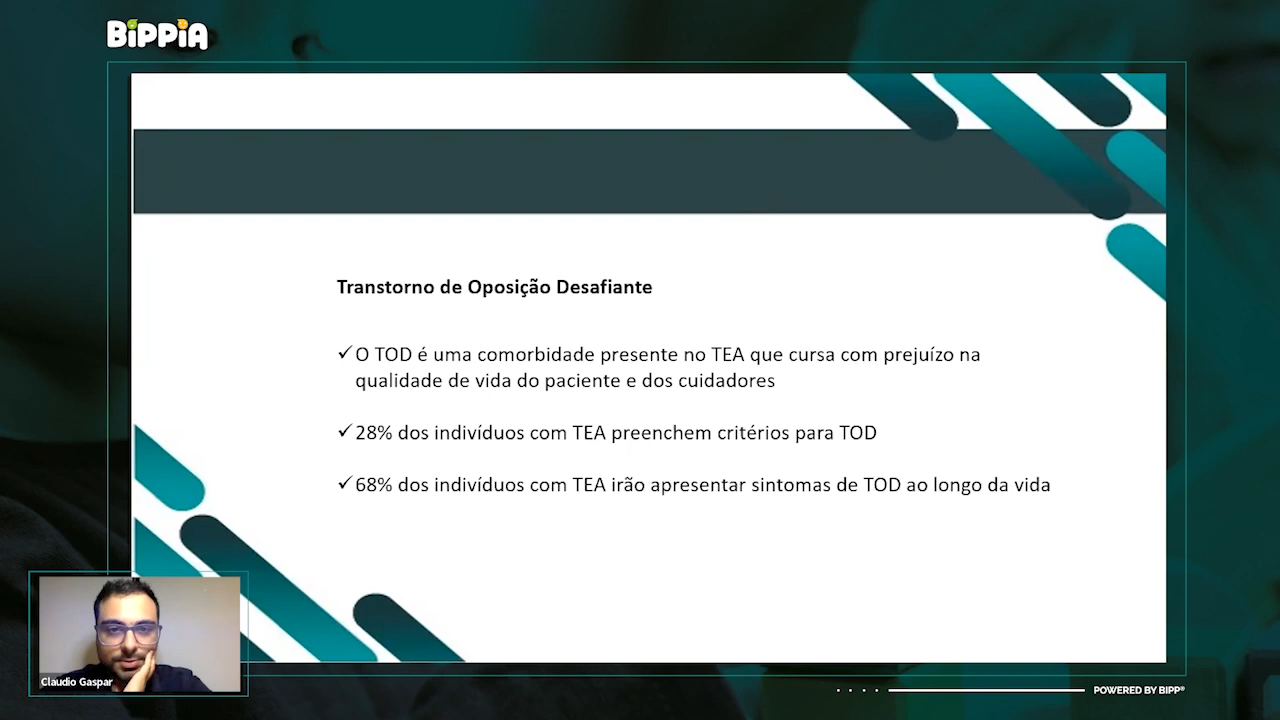 BiPPiA
Transtorno de Oposição Desafiante
✓O TOD é uma comorbidade presente no TEA que cursa com prejuízo na
qualidade de vida do paciente e dos cuidadores
✓28% dos indivíduos com TEA preenchem critérios para TOD
✓68% dos indivíduos com TEA irão apresentar sintomas de TOD ao longo da vida
Claudio Gaspar
POWERED BY BIPP®